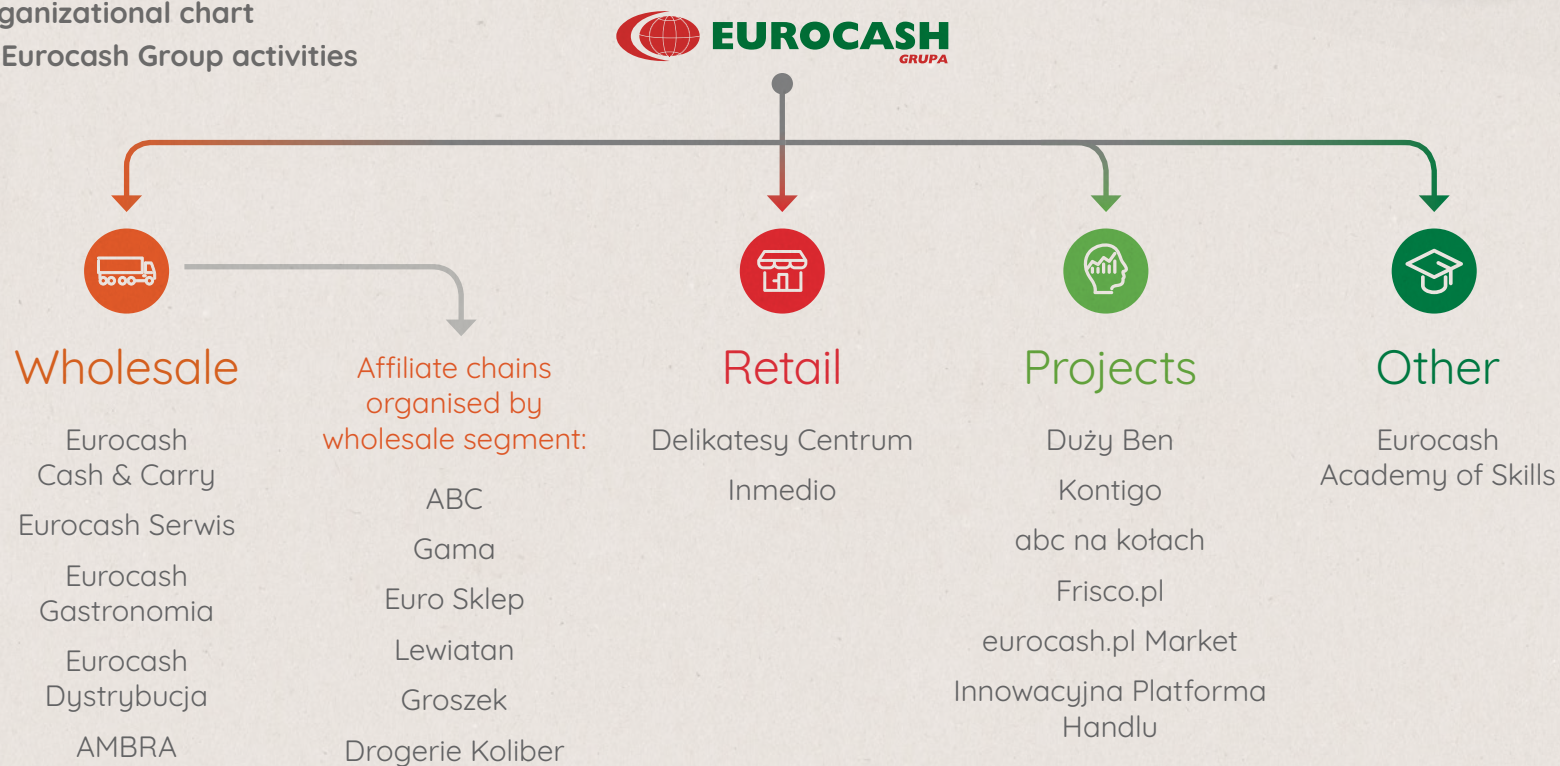 ganizational chart
Eurocash Group activities
EUROCASH
GRUPA
Wholesale
Eurocash
Cash & Carry
Eurocash Serwis
Eurocash
Gastronomia
Eurocash
Dystrybucja
AMBRA
Affiliate chains
organised by
wholesale segment:
ABC
Gama
Euro Sklep
Lewiatan
Groszek
Drogerie Koliber
Retail
Delikatesy Centrum
Inmedio
Projects
Duży Ben
Kontigo
abc na kołach
Frisco.pl
eurocash.pl Market
Innowacyjna Platforma
Handlu
Other
Eurocash
Academy of Skills